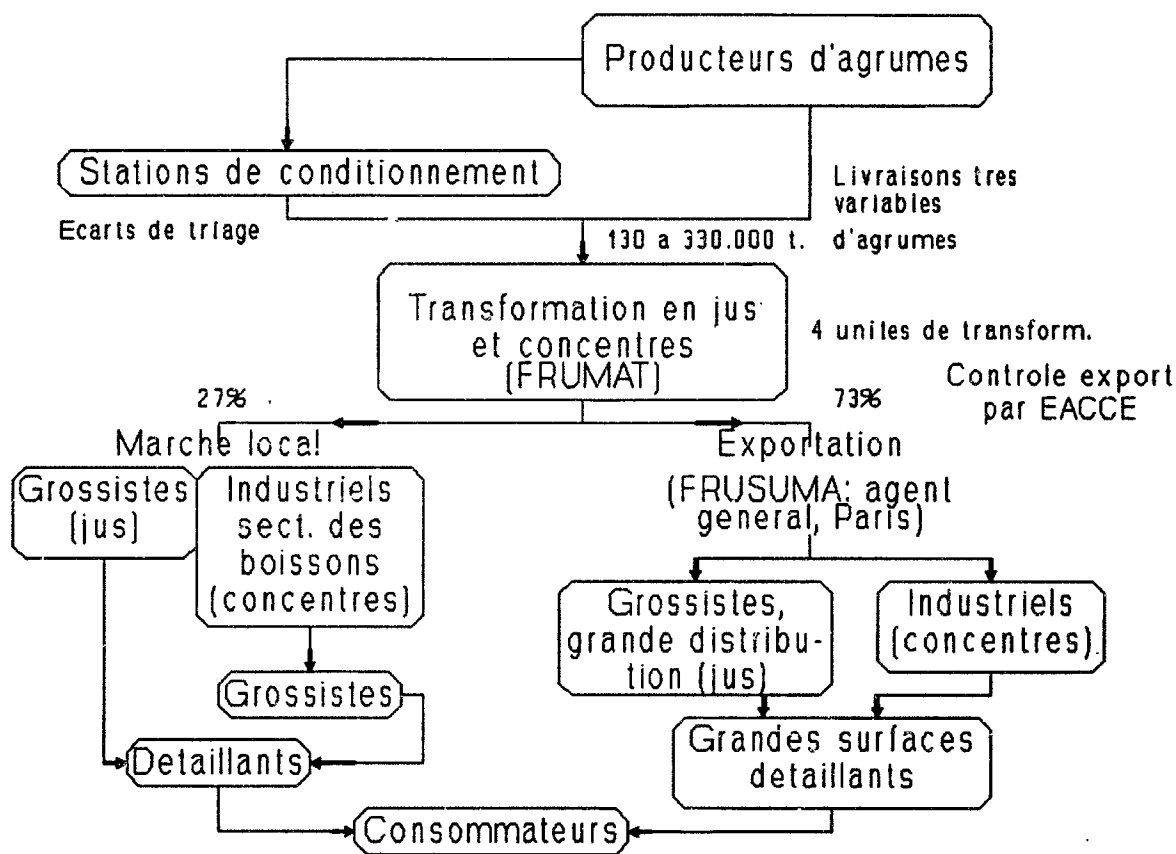 Producteurs d'agrumes
Stations de conditionnement
Livraisons tres
variables
d'agrumes
Ecarts de triage
130 a 330.000 t.
Transformation en jus
et concentres
(FRUMAT)
4 unites de transform.
Controle export
par EACCE
27%
73%
Marche local
Exportation
(FRUSUMA: agent
general, Paris)
Grossistes
(jus)
Industriels
sect. des
boissons
(concentres)
Grossistes,
grande distribu-
tion (jus)
Industriels
(concentres)
Grossistes
Detaillants
Grandes surfaces
detaillants
Consommateurs